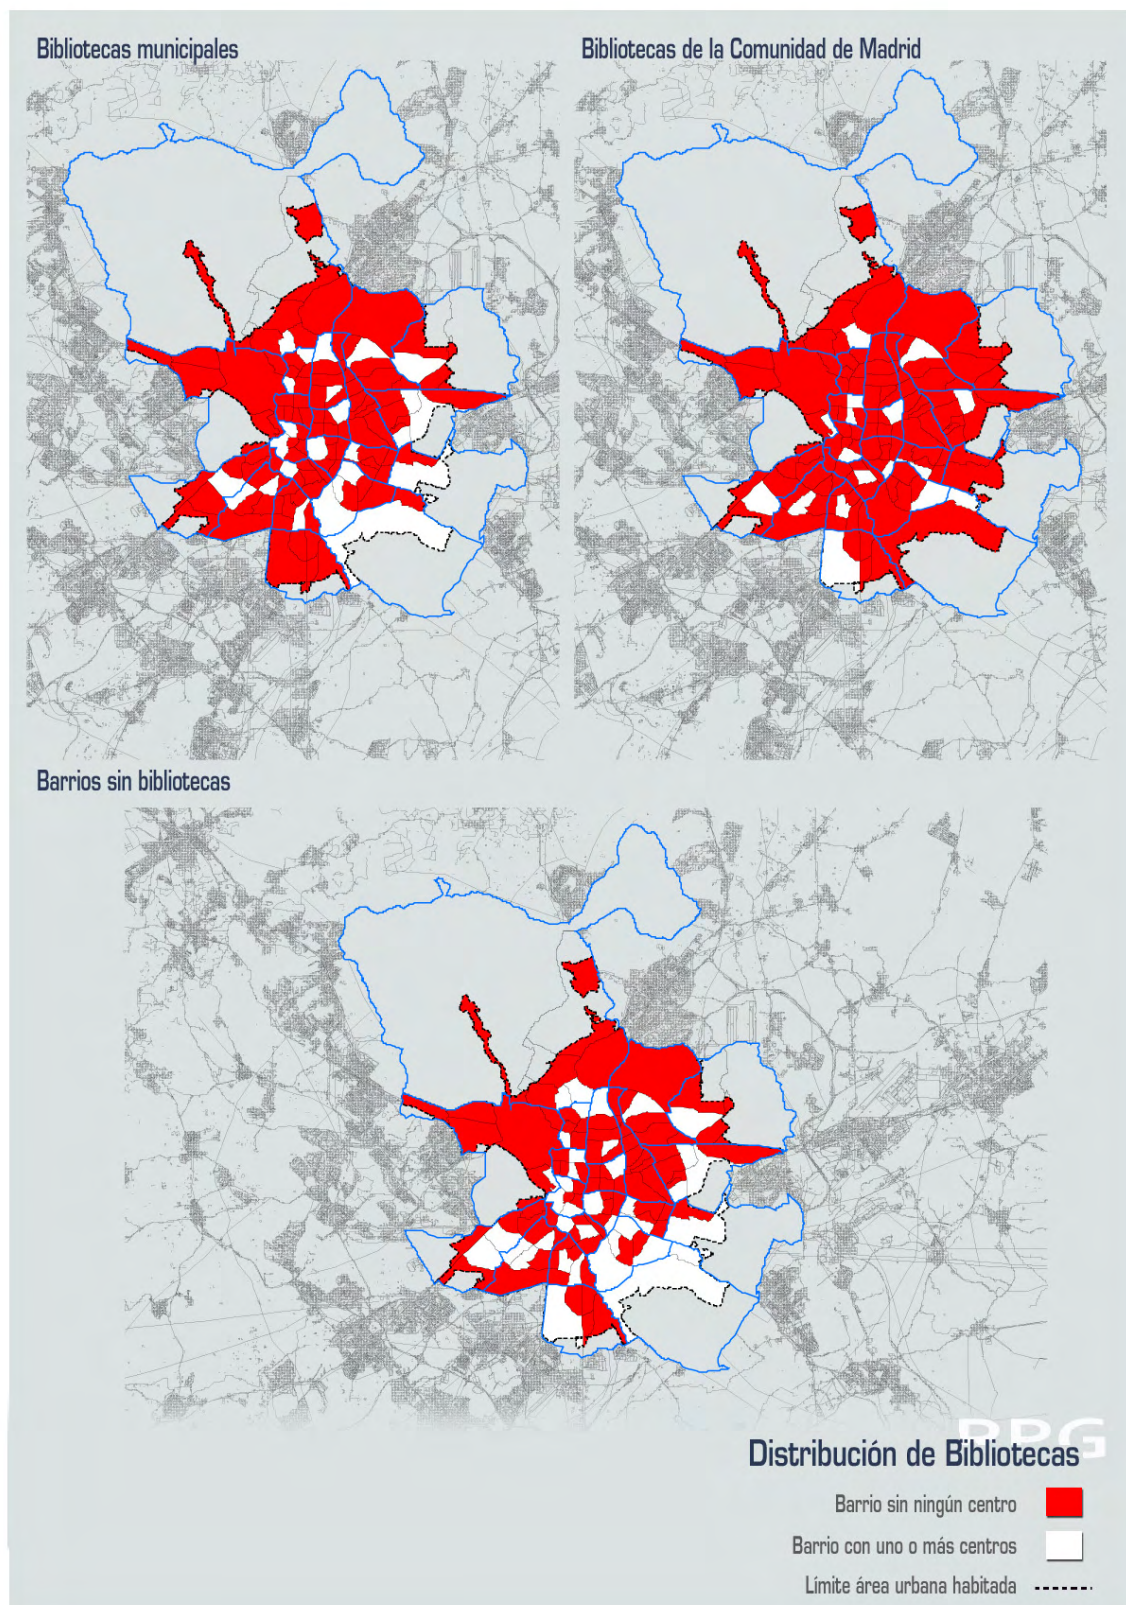 Bibliotecas municipales
Bibliotecas de la Comunidad de Madrid
Barrios sin bibliotecas
PPG
Distribución de Bibliotecas
Barrio sin ningún centro
Barrio con uno o más centros
Límite área urbana habitada